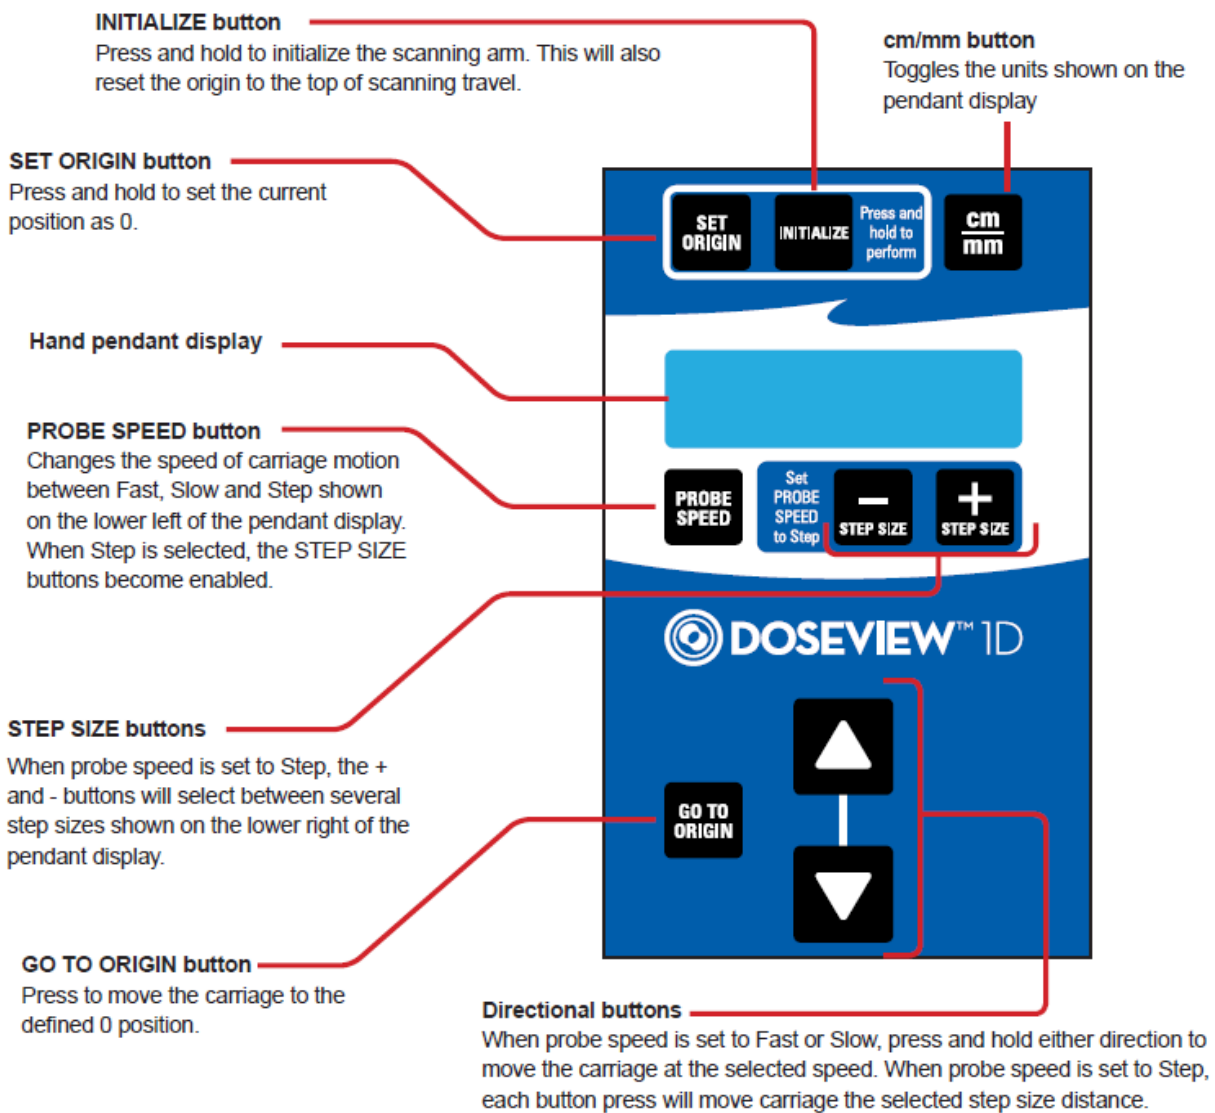 INITIALIZE button
Press and hold to initialize the scanning arm. This will also
reset the origin to the top of scanning travel.
cm/mm button
Toggles the units shown on the
pendant display
SET ORIGIN button
Press and hold to set the current
position as 0.
SET
ORIGIN
INITIALIZE
Press and
hold to
perform
cm
mm
Hand pendant display
PROBE SPEED button
Changes the speed of carriage motion
between Fast, Slow and Step shown
on the lower left of the pendant display.
When Step is selected, the STEP SIZE
buttons become enabled.
PROBE
SPEED
Set
PROBE
SPEED
to Step
−
STEP SIZE
+
STEP SIZE
DOSEVIEW™ 1D
STEP SIZE buttons
When probe speed is set to Step, the +
and - buttons will select between several
step sizes shown on the lower right of the
pendant display.
GO TO
ORIGIN
GO TO ORIGIN button
Press to move the carriage to the
defined 0 position.
Directional buttons
When probe speed is set to Fast or Slow, press and hold either direction to
move the carriage at the selected speed. When probe speed is set to Step,
each button press will move carriage the selected step size distance.